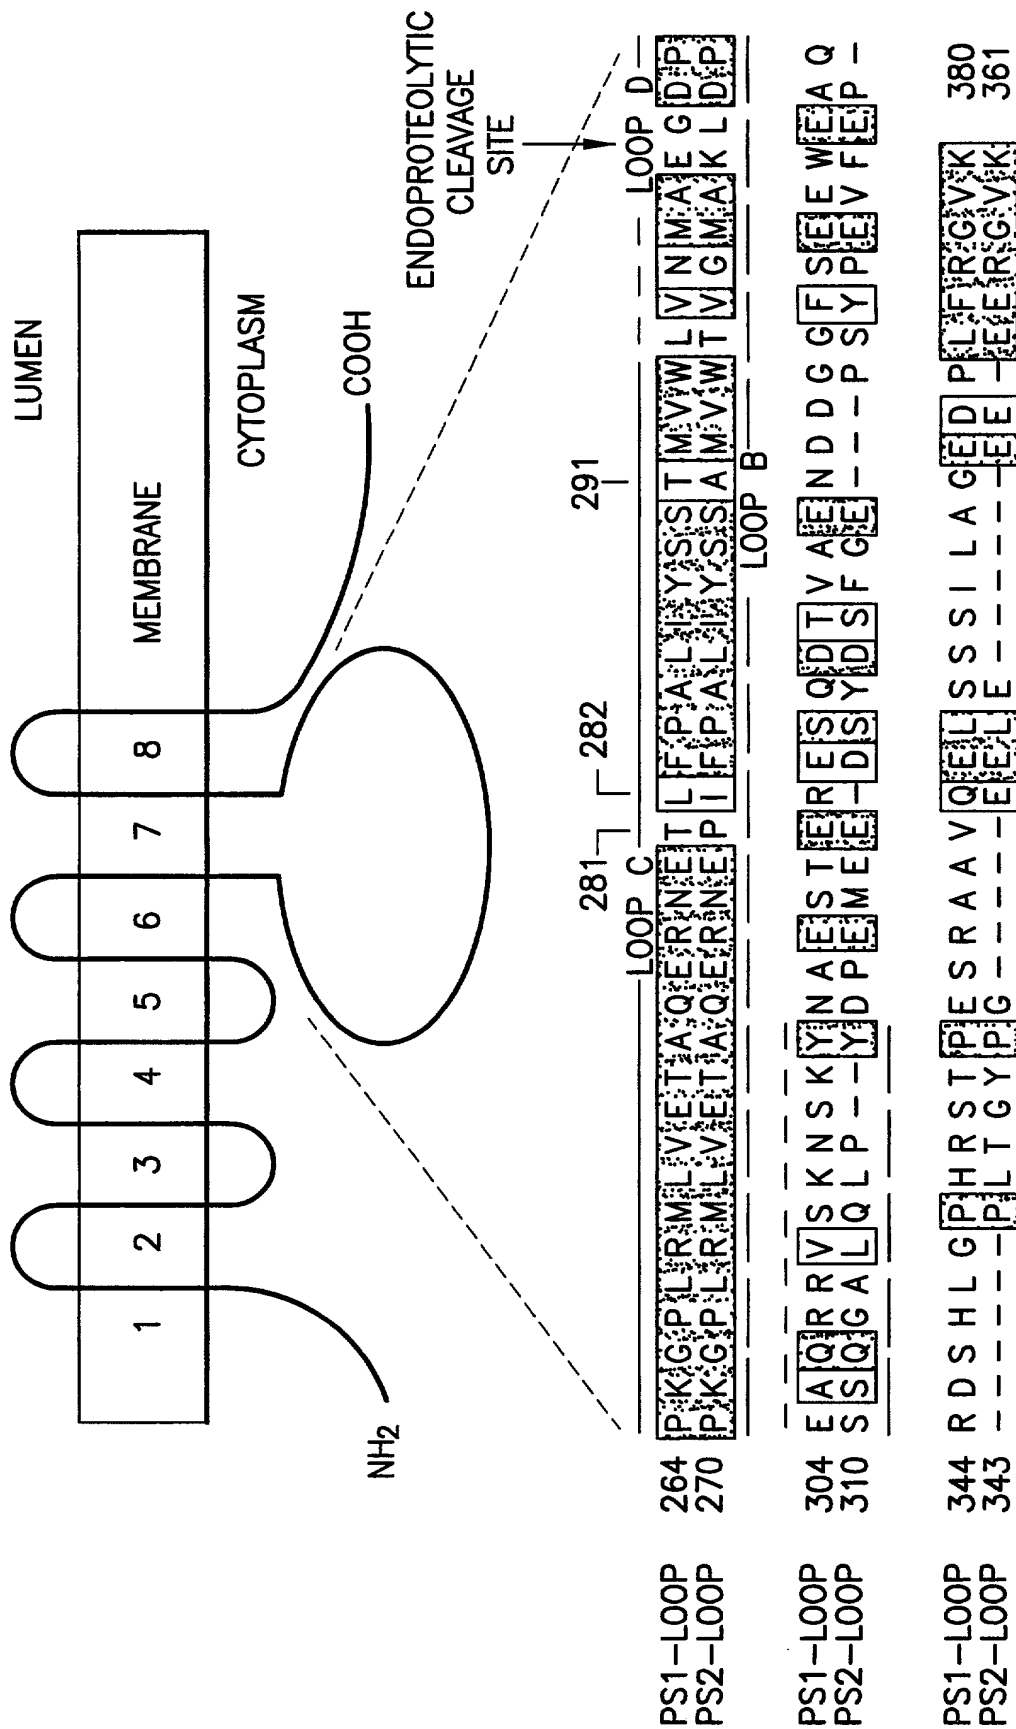 LUMEN
MEMBRANE
1 2 3 4 5 6 7 8
CYTOPLASM
NH2
COOH
ENDOPROTEOLYTIC
CLEAVAGE
SITE
281 282 291
LOOP C LOOP D
PS1-LOOP 264 P K G P L R M L V E T A Q E R N E T L F P A L I Y S S T M V W L V N M A E G D P
PS2-LOOP 270 P K G P L R M L V E T A Q E R N E P I F P A L I Y S S A M V W T V G M A K L D P
LOOP B
PS1-LOOP 304 E A Q R R V S K N S K Y N A E S T E R E S Q D T V A E N D D G G F S E E W E A Q
PS2-LOOP 310 S S Q G A L Q L P - - Y D P E M E E - D S Y D S F G E - - - P S Y P E V F E P -
PS1-LOOP 344 R D S H L G P H R S T P E S R A A V Q E L S S S I L A G E D P L F R G V K 380
PS2-LOOP 343 - - - - - - P L T G Y P G - - - - - E E L E - - - - - - E E - E E R G V K 361